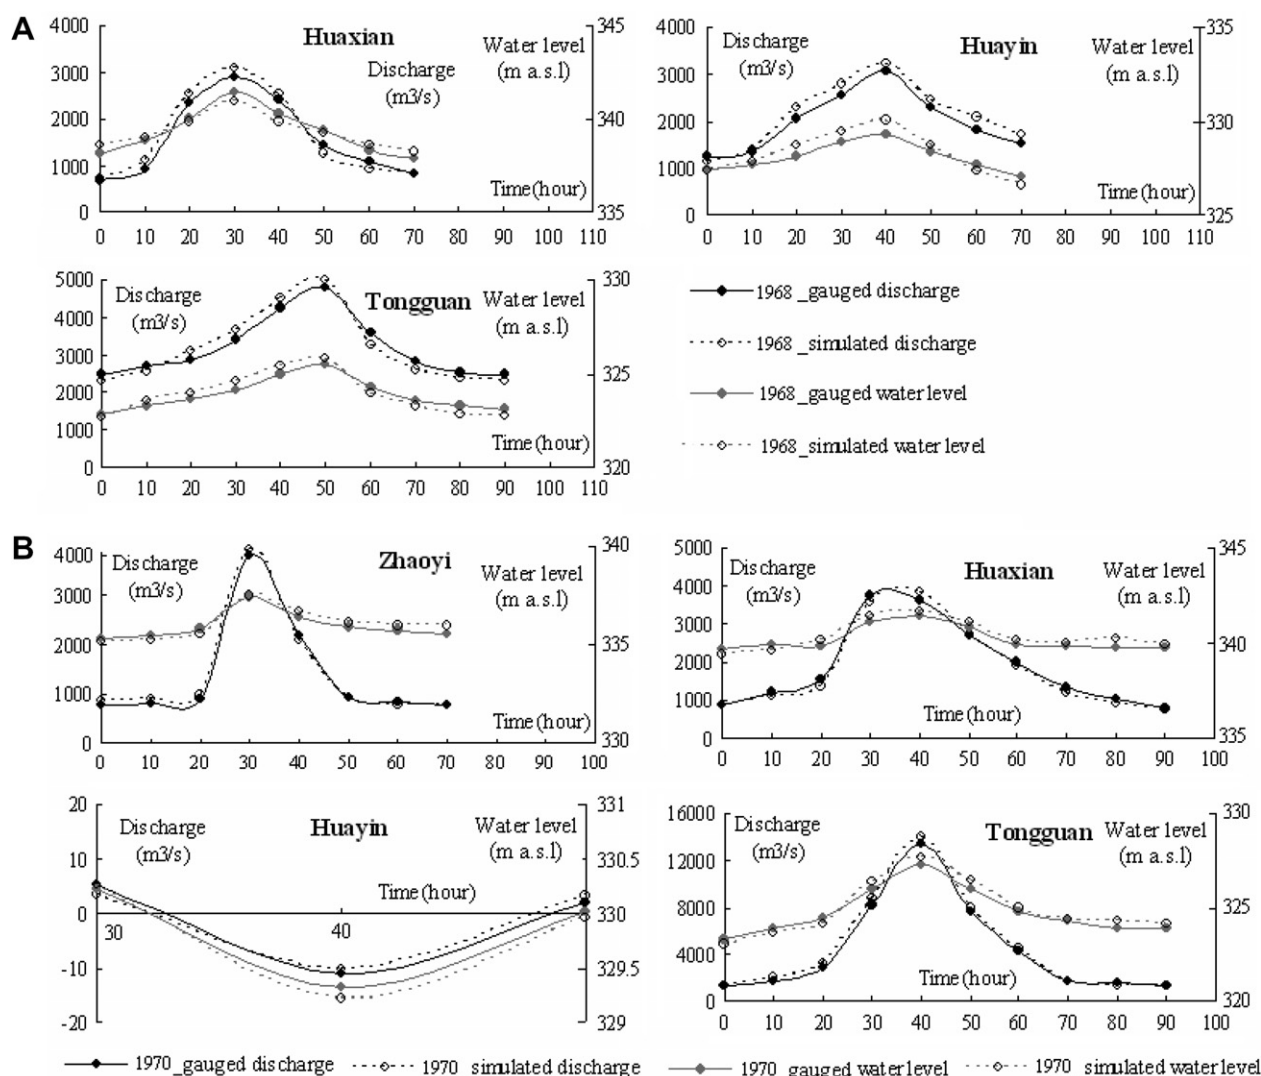 A
Huaxian
Discharge
(m3/s)
Water level
(m a.s.l)
Time (hour)
4000
3000
2000
1000
0
345
340
335
0 10 20 30 40 50 60 70 80 90 100 110
Huayin
Discharge
(m3/s)
Water level
(m a.s.l)
Time (hour)
4000
3000
2000
1000
0
335
330
325
0 10 20 30 40 50 60 70 80 90 100 110
Tongguan
Discharge
(m3/s)
Water level
(m a.s.l)
Time (hour)
5000
4000
3000
2000
1000
0
330
325
320
0 10 20 30 40 50 60 70 80 90 100 110
1968_gauged discharge
1968_simulated discharge
1968_gauged water level
1968_simulated water level
B
Zhaoyi
Discharge
(m3/s)
Water level
(m a.s.l)
Time (hour)
4000
3000
2000
1000
0
340
335
330
0 10 20 30 40 50 60 70 80 90 100
Huaxian
Discharge
(m3/s)
Water level
(m a.s.l)
Time (hour)
5000
4000
3000
2000
1000
0
345
340
335
0 10 20 30 40 50 60 70 80 90 100
Huayin
Discharge
(m3/s)
Water level
(m a.s.l)
Time (hour)
20
10
5
0
-5
-10
-20
331
330.5
330
329.5
329
30 40
Tongguan
Discharge
(m3/s)
Water level
(m a.s.l)
Time (hour)
16000
12000
8000
4000
0
330
325
320
0 10 20 30 40 50 60 70 80 90 100
1970_gauged discharge
1970_simulated discharge
1970_gauged water level
1970_simulated water level